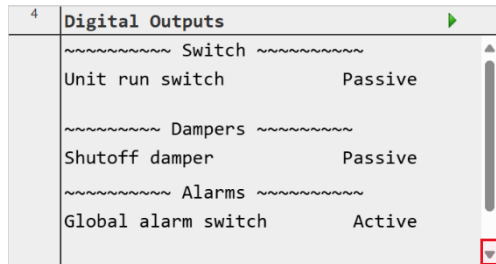 4
Digital Outputs
~~~~~~~~~~ Switch ~~~~~~~~~~
Unit run switch Passive
~~~~~~~~~ Dampers ~~~~~~~~~
Shutoff damper Passive
~~~~~~~~~~ Alarms ~~~~~~~~~~
Global alarm switch Active